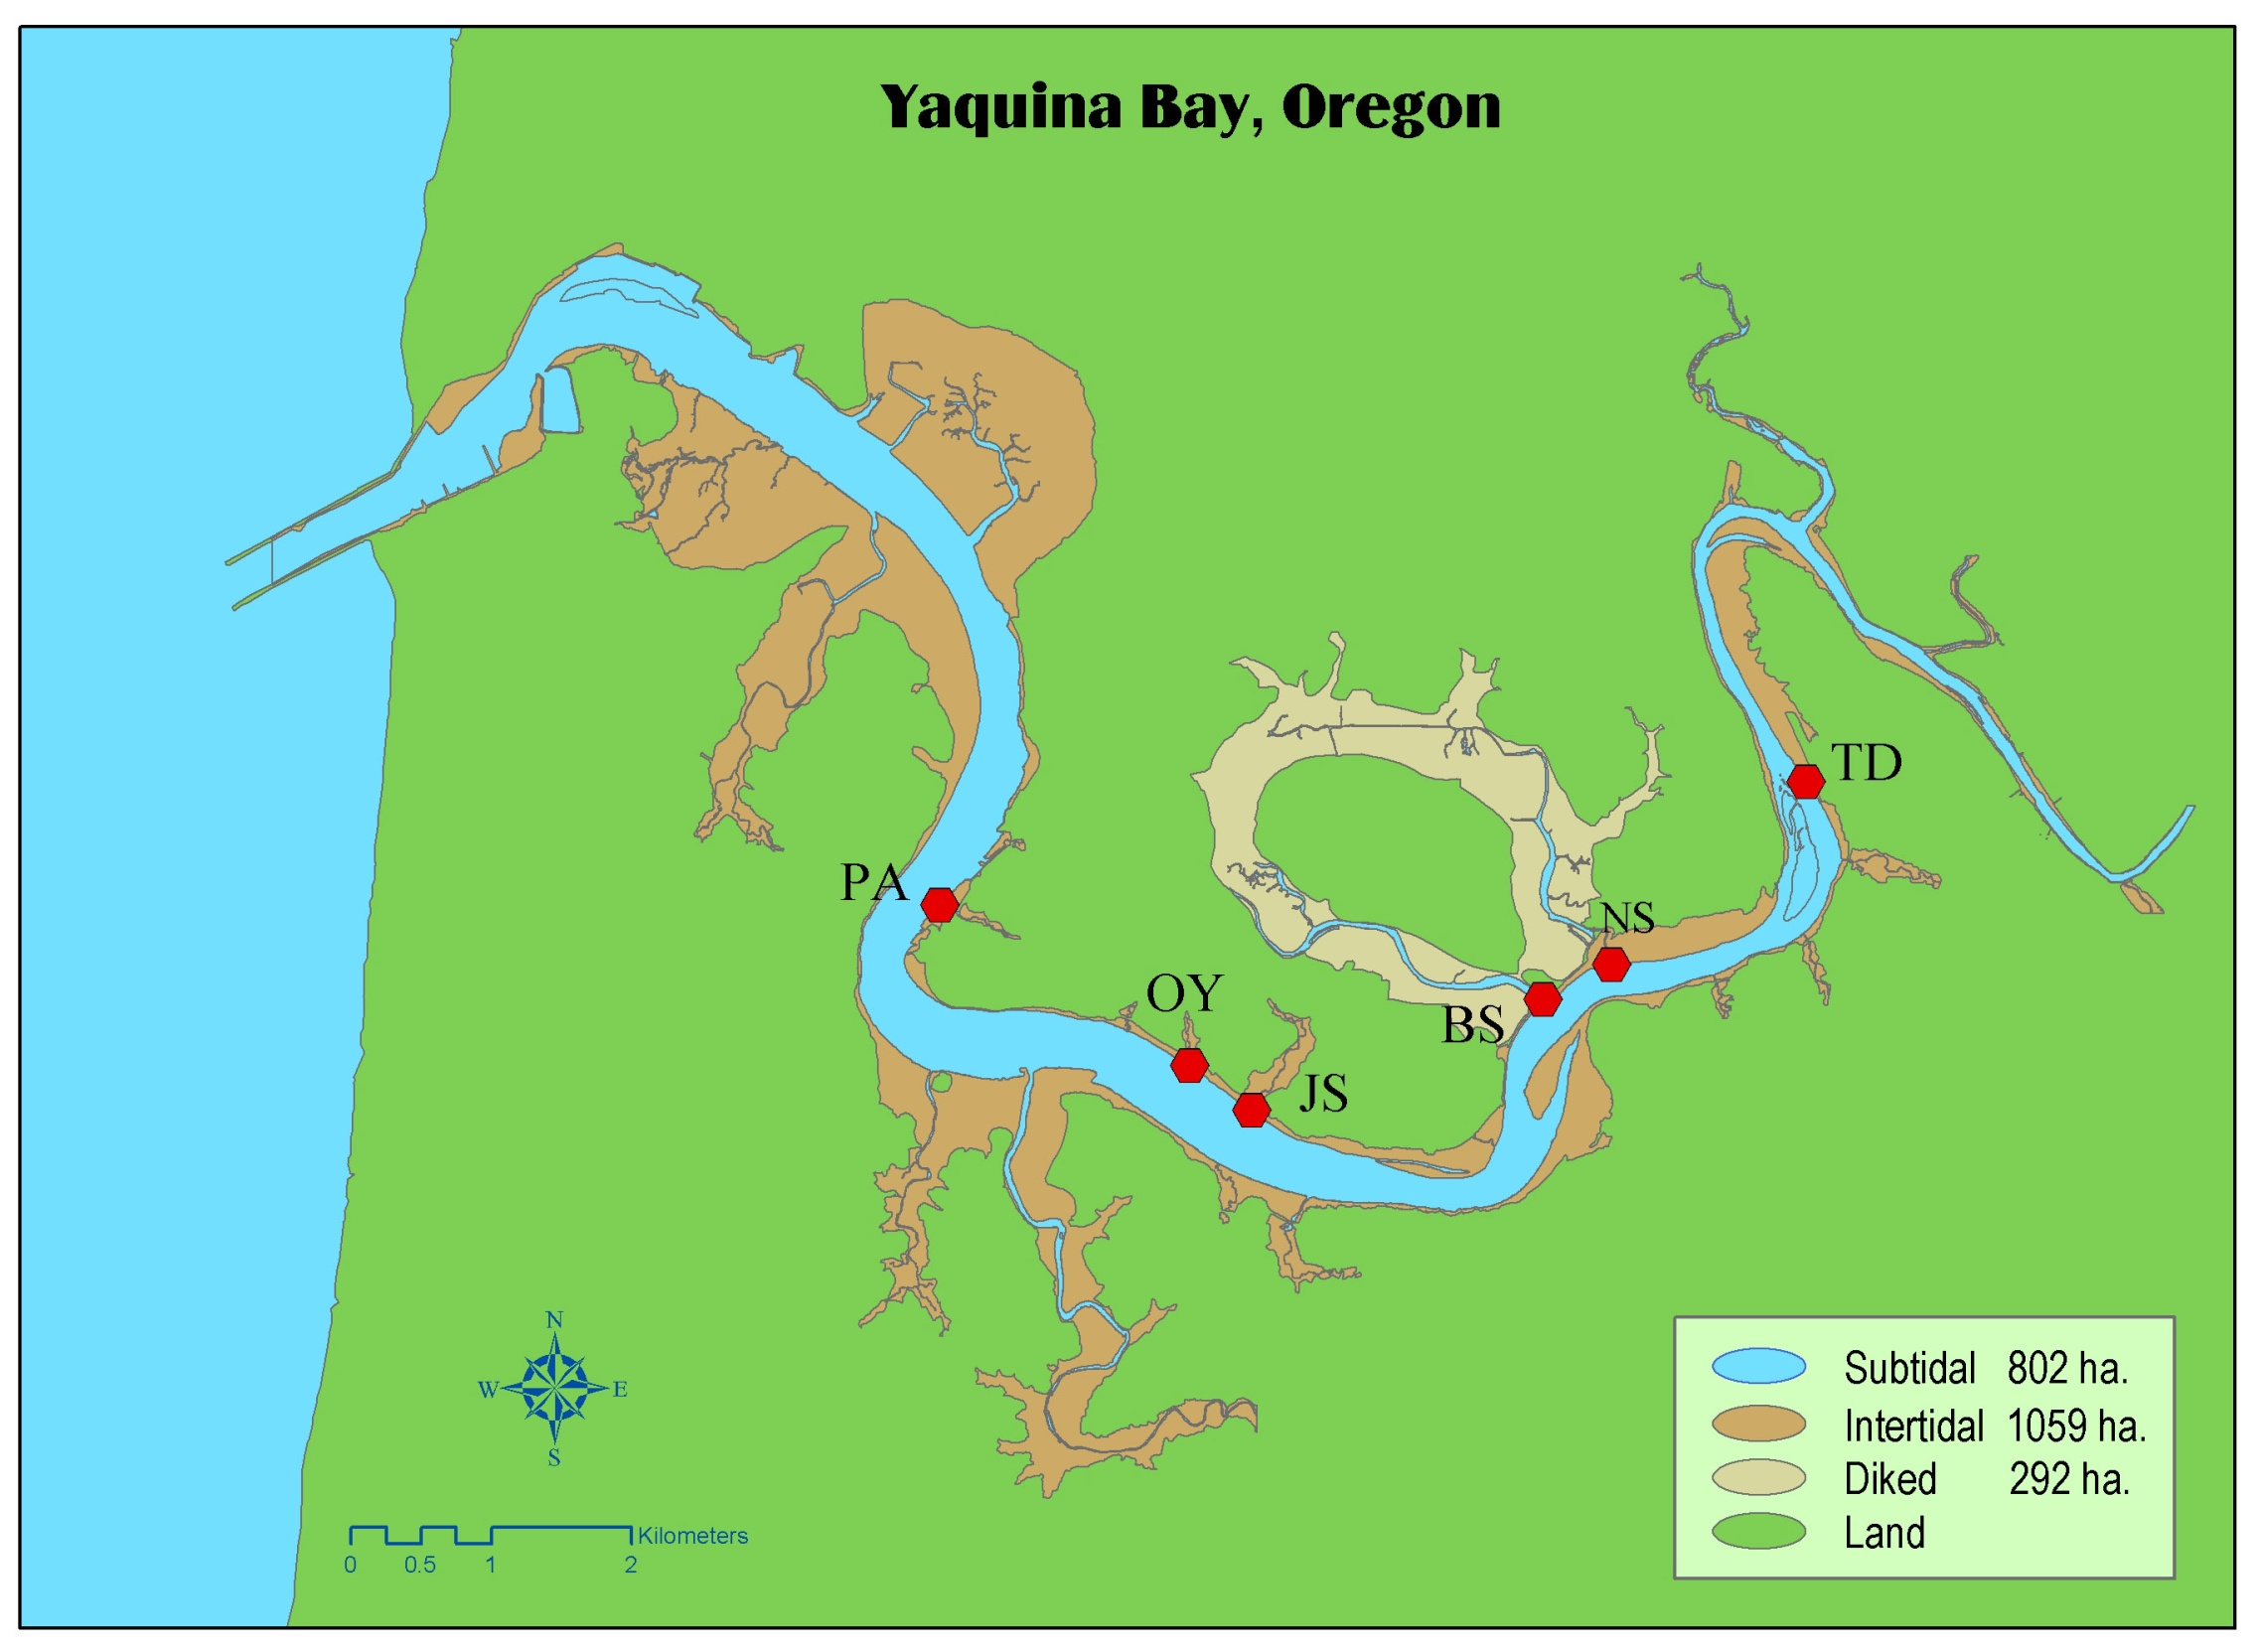 Yaquina Bay, Oregon
TD
PA
NS
OY
BS
JS
N
W E
S
Kilometers
0 0.5 1 2
Subtidal 802 ha.
Intertidal 1059 ha.
Diked 292 ha.
Land